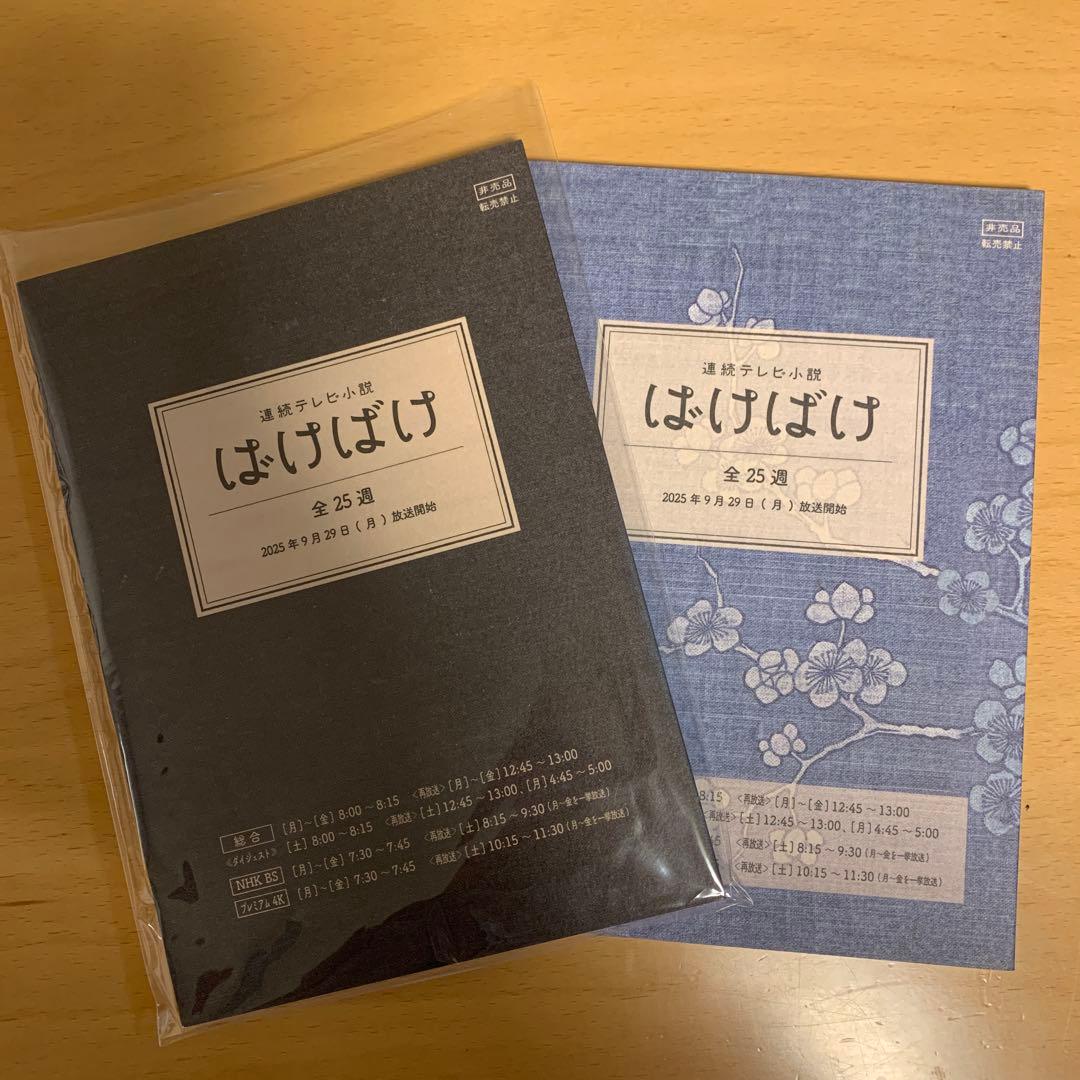 非売品
転売禁止
連続テレビ小説
ばけばけ
全25週
2025年9月29日(月)放送開始
総合 [月]~[金]8:00~8:15 〈再放送〉[月]~[金]12:45~13:00
《ダイジェスト》 [土]8:00~8:15 〈再放送〉[土]12:45~13:00、[月]4:45~5:00
NHK BS [月]~[金]7:30~7:45 〈再放送〉[土]8:15~9:30(月~金を一挙放送)
プレミアム4K [月]~[金]7:30~7:45 〈再放送〉[土]10:15~11:30(月~金を一挙放送)
非売品
転売禁止
連続テレビ小説
ばけばけ
全25週
2025年9月29日(月)放送開始
8:15 〈再放送〉[月]~[金]12:45~13:00
〈再放送〉[土]12:45~13:00、[月]4:45~5:00
〈再放送〉[土]8:15~9:30(月~金を一挙放送)
再放送〉[土]10:15~11:30(月~金を一挙放送)